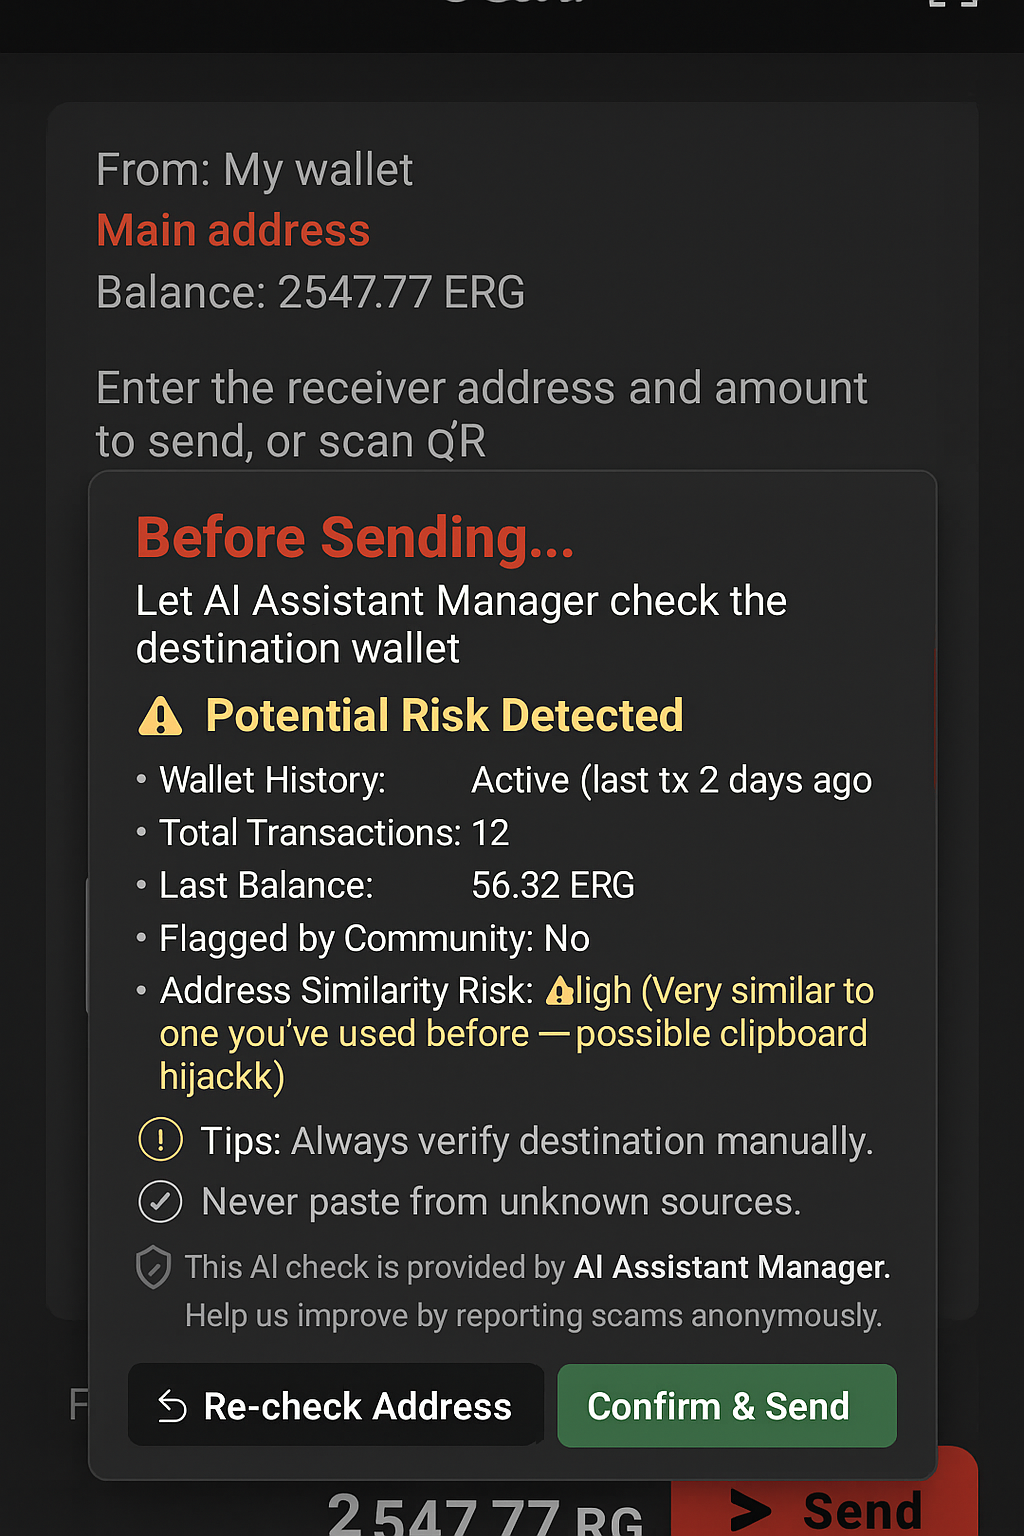 From: My wallet
Main address
Balance: 2547.77 ERG
Enter the receiver address and amount
to send, or scan Q́R
Before Sending...
Let AI Assistant Manager check the
destination wallet
Potential Risk Detected
• Wallet History: Active (last tx 2 days ago
• Total Transactions: 12
• Last Balance: 56.32 ERG
• Flagged by Community: No
• Address Similarity Risk: ⚠ligh (Very similar to
one you’ve used before — possible clipboard
hijackk)
Tips: Always verify destination manually.
Never paste from unknown sources.
This AI check is provided by AI Assistant Manager.
Help us improve by reporting scams anonymously.
Re-check Address
Confirm & Send
F
2547.77 RG
Send